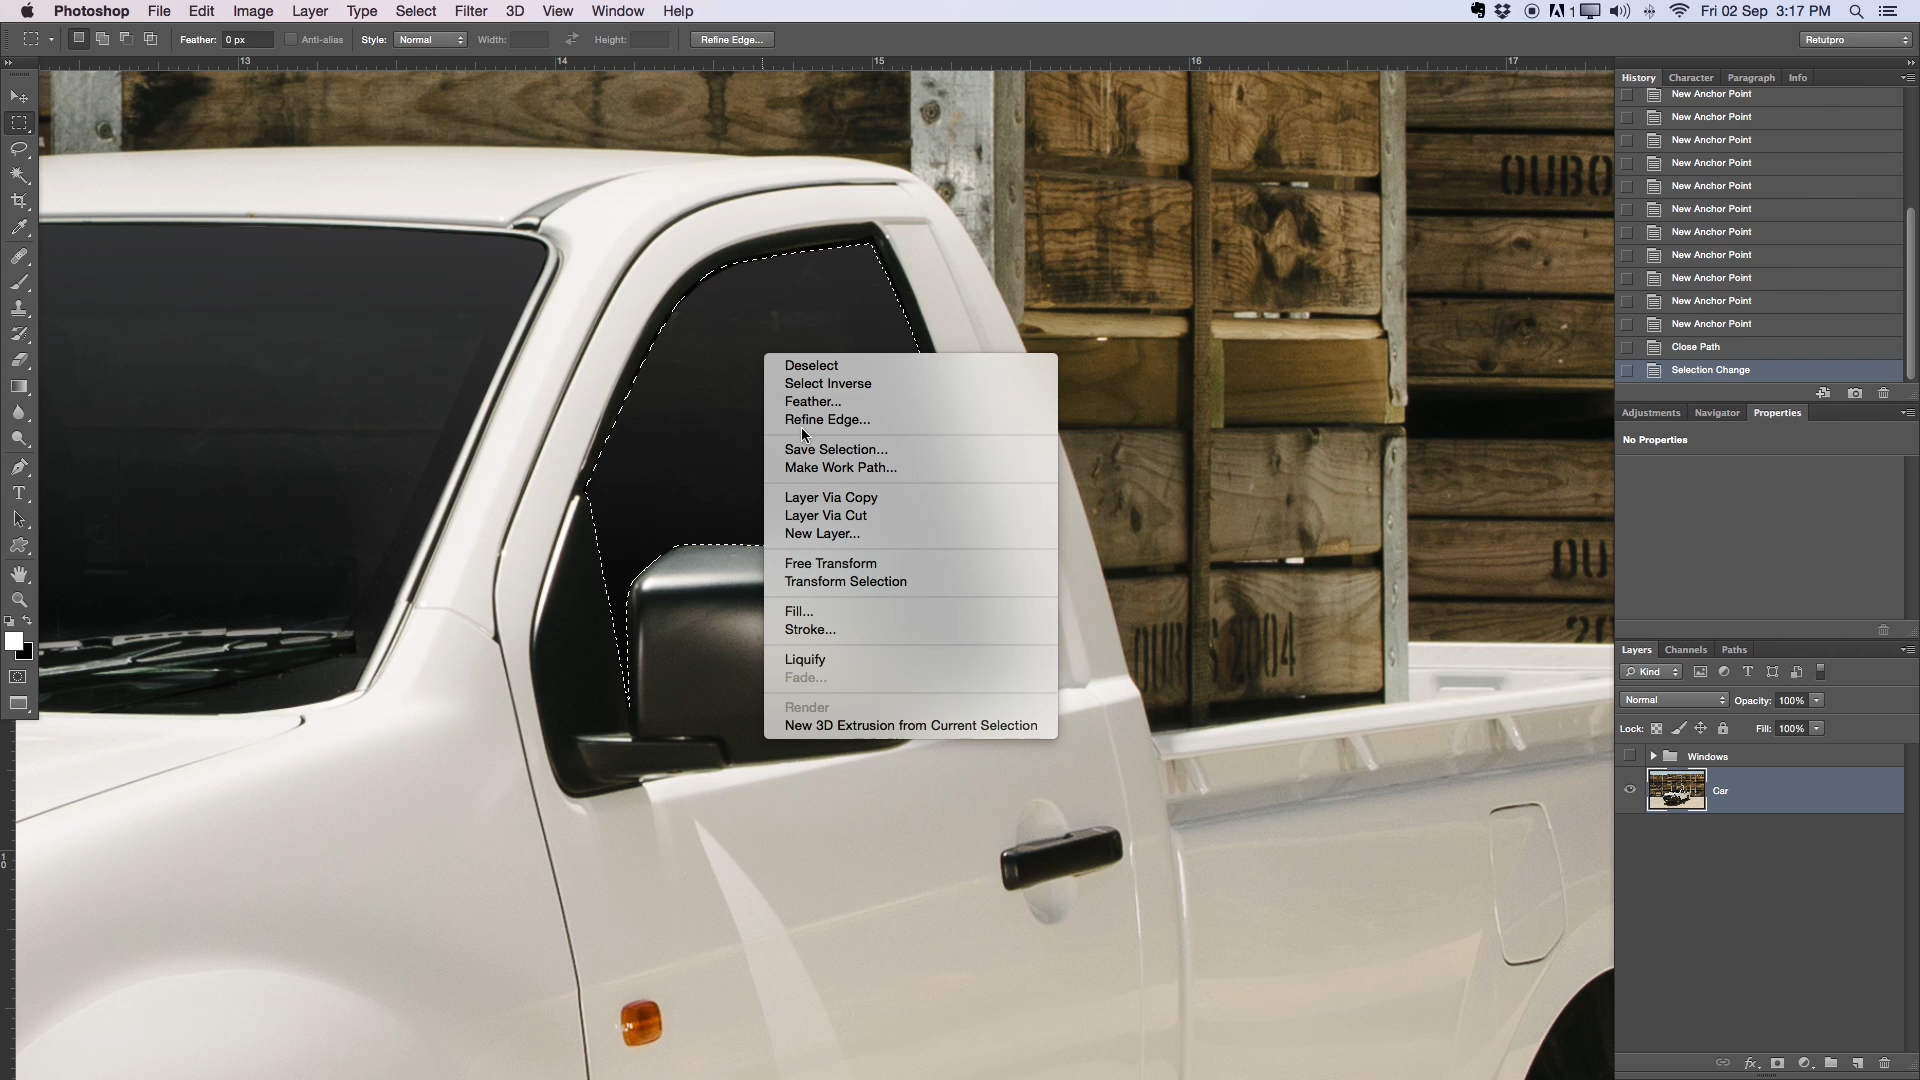 Photoshop File Edit Image Layer Type Select Filter 3D View Window Help 1 Fri 02 Sep 3:17 PM
Feather: 0 px Anti-alias Style: Normal Width: Height: Refine Edge... Retutpro
13 14 15 16 17
History Character Paragraph Info
New Anchor Point
New Anchor Point
New Anchor Point
New Anchor Point
New Anchor Point
New Anchor Point
New Anchor Point
New Anchor Point
New Anchor Point
New Anchor Point
New Anchor Point
Close Path
Selection Change
Adjustments Navigator Properties
No Properties
Deselect
Select Inverse
Feather...
Refine Edge...
Save Selection...
Make Work Path...
Layer Via Copy
Layer Via Cut
New Layer...
Free Transform
Transform Selection
Fill...
Stroke...
Liquify
Fade...
Render
New 3D Extrusion from Current Selection
Layers Channels Paths
Kind
Normal Opacity: 100%
Lock: Fill: 100%
Windows
Car
10
OUBO
OU